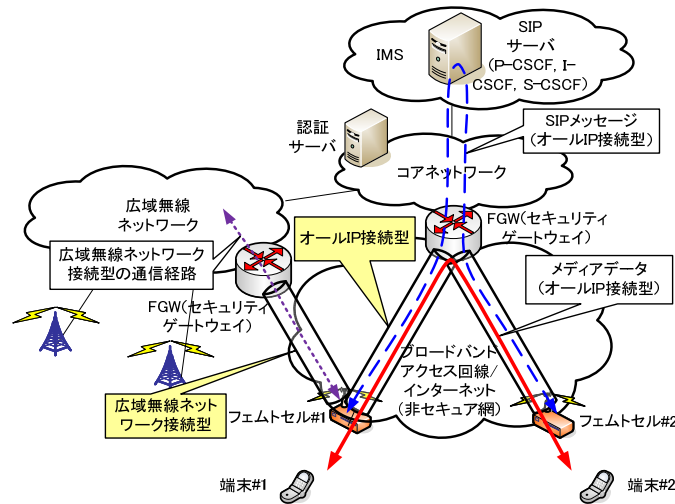 IMS
SIP
サーバ
(P-CSCF, I-
CSCF, S-CSCF)
認証
サーバ
SIPメッセージ
(オールIP接続型)
コアネットワーク
広域無線
ネットワーク
オールIP接続型
FGW(セキュリティ
ゲートウェイ)
広域無線ネットワーク
接続型の通信経路
メディアデータ
(オールIP接続型)
FGW(セキュリティ
ゲートウェイ)
ブロードバンド
アクセス回線/
インターネット
(非セキュア網)
広域無線ネット
ワーク接続型
フェムトセル#1
フェムトセル#2
端末#1
端末#2